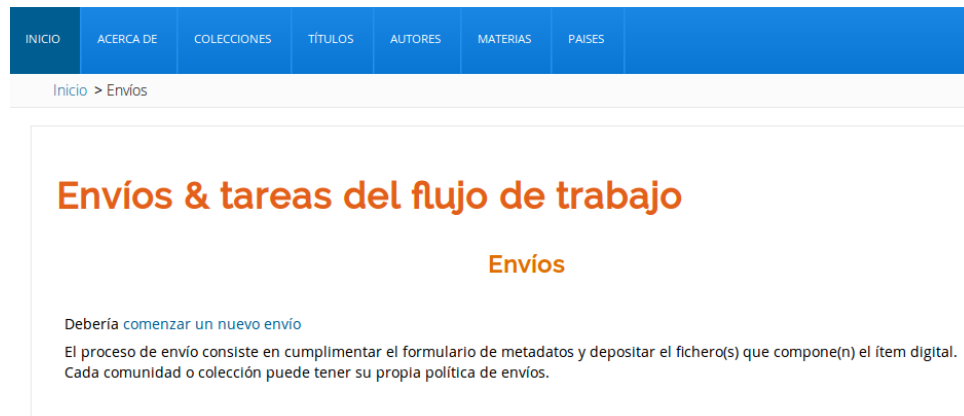 INICIO ACERCA DE COLECCIONES TÍTULOS AUTORES MATERIAS PAISES
Inicio > Envíos
Envíos & tareas del flujo de trabajo
Envíos
Debería comenzar un nuevo envío
El proceso de envío consiste en cumplimentar el formulario de metadatos y depositar el fichero(s) que compone(n) el ítem digital.
Cada comunidad o colección puede tener su propia política de envíos.